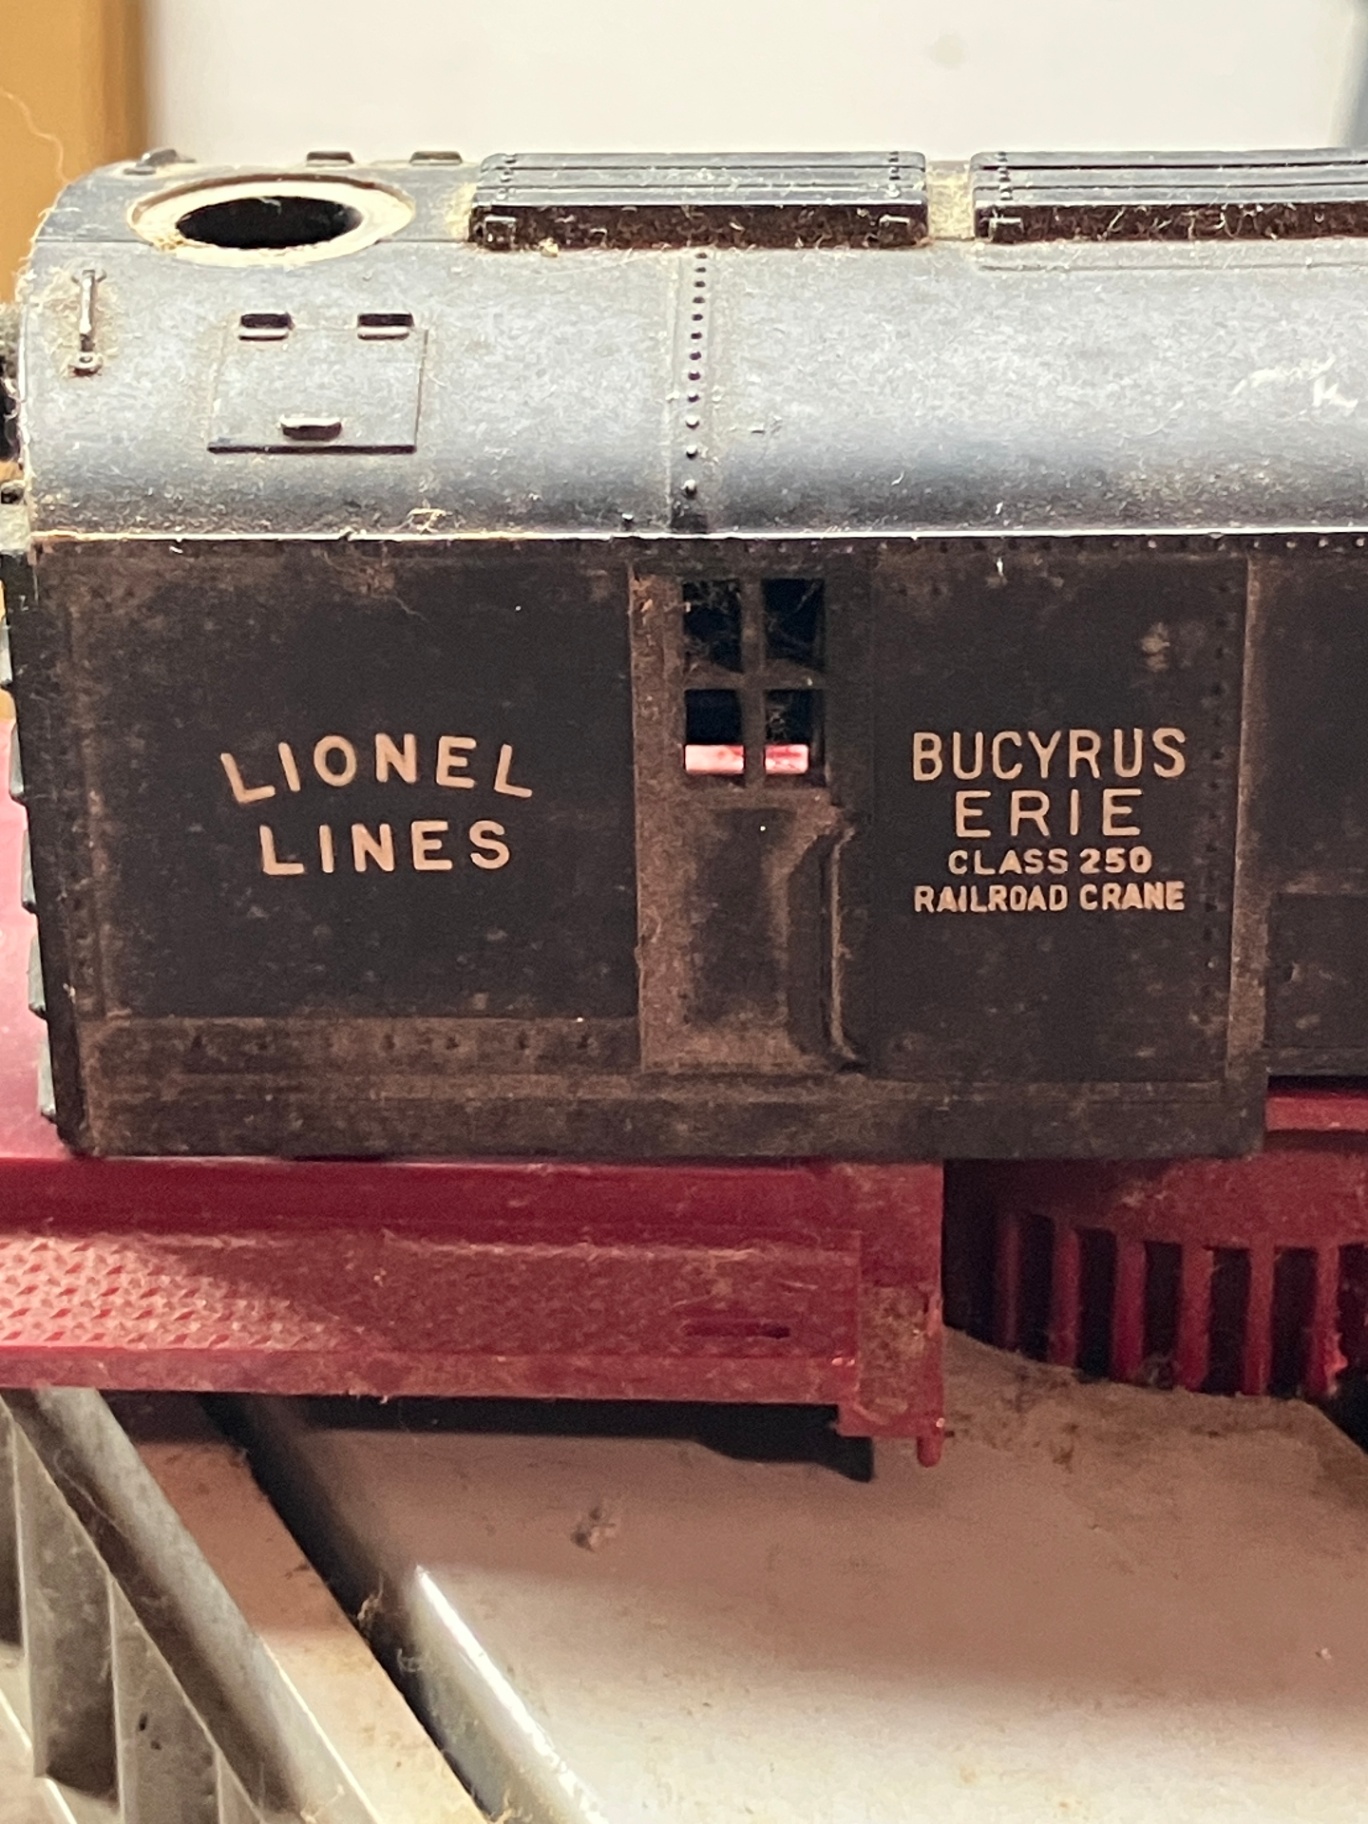 LIONEL
LINES
BUCYRUS
ERIE
CLASS 250
RAILROAD CRANE